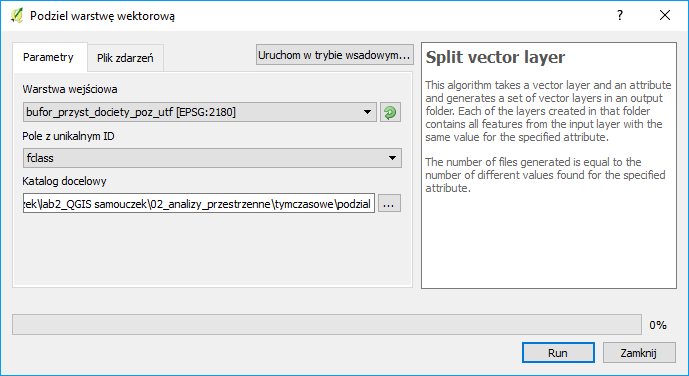 Podziel warstwę wektorową
Parametry
Plik zdarzeń
Uruchom w trybie wsadowym...
Warstwa wejściowa
bufor_przyst_dociety_poz_utf [EPSG:2180]
Pole z unikalnym ID
fclass
Katalog docelowy
zek\lab2_QGIS samouczek\02_analizy_przestrzenne\tymczasowe\podzial
...
Split vector layer
This algorithm takes a vector layer and an attribute
and generates a set of vector layers in an output
folder. Each of the layers created in that folder
contains all features from the input layer with the
same value for the specified attribute.
The number of files generated is equal to the
number of different values found for the specified
attribute.
0%
Run
Zamknij